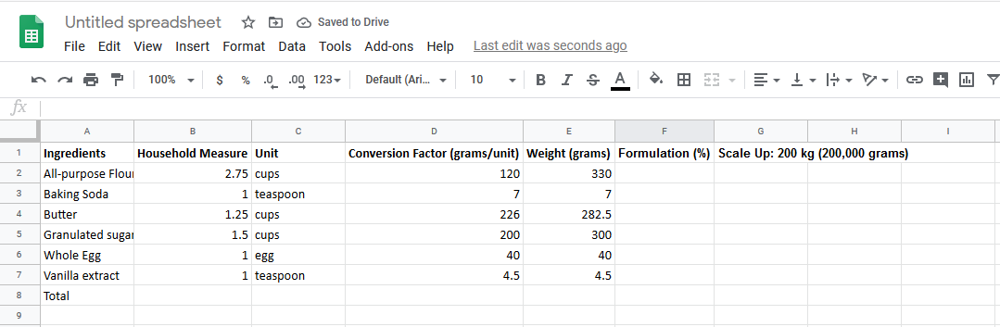 Untitled spreadsheet Saved to Drive
File Edit View Insert Format Data Tools Add-ons Help Last edit was seconds ago
100% $ % .0 .00 123 Default (Ari... 10 B I S A
fx
A B C D E F G H I
1 Ingredients Household Measure Unit Conversion Factor (grams/unit) Weight (grams) Formulation (%) Scale Up: 200 kg (200,000 grams)
2 All-purpose Flour 2.75 cups 120 330
3 Baking Soda 1 teaspoon 7 7
4 Butter 1.25 cups 226 282.5
5 Granulated sugar 1.5 cups 200 300
6 Whole Egg 1 egg 40 40
7 Vanilla extract 1 teaspoon 4.5 4.5
8 Total
9